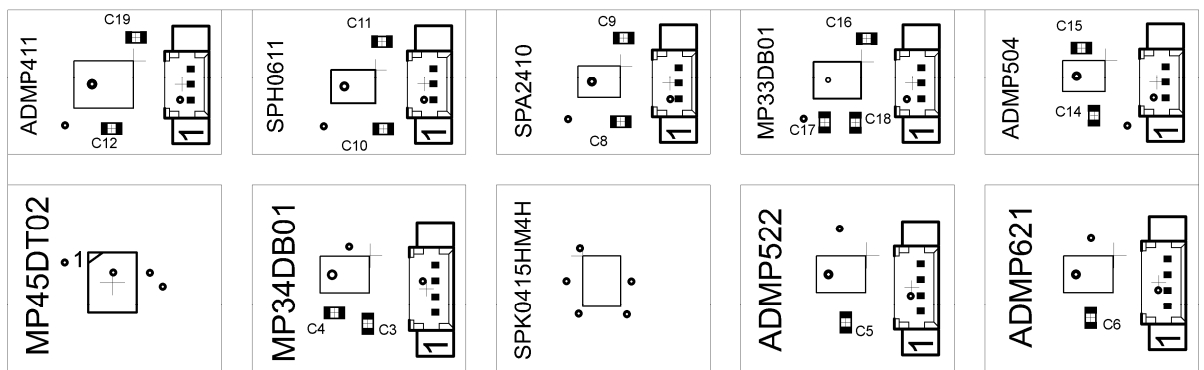 ADMP411
C19
C12
1
SPH0611
C11
C10
1
SPA2410
C9
C8
1
MP33DB01
C16
C17
C18
1
ADMP504
C15
C14
1
MP45DT02
1
MP34DB01
C4
C3
1
SPK0415HM4H
ADMP522
C5
1
ADMP621
C6
1